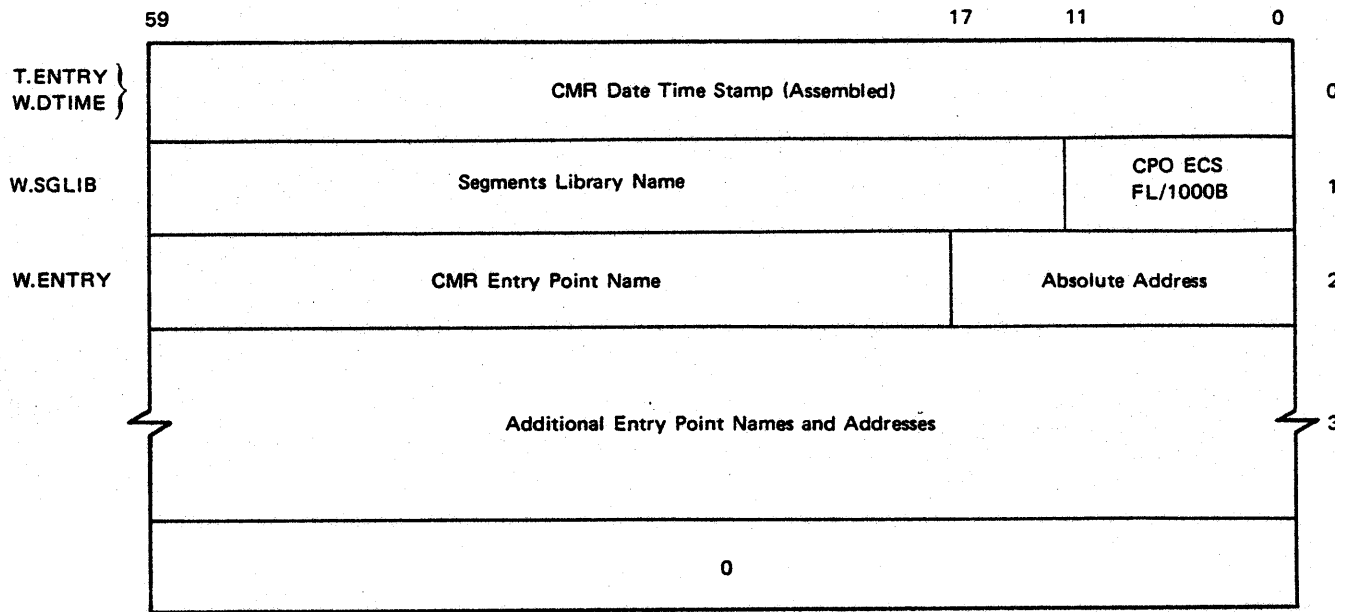 59 17 11 0
T.ENTRY
W.DTIME
CMR Date Time Stamp (Assembled)
0
W.SGLIB
Segments Library Name
CPO ECS
FL/1000B
1
W.ENTRY
CMR Entry Point Name
Absolute Address
2
Additional Entry Point Names and Addresses
3
0